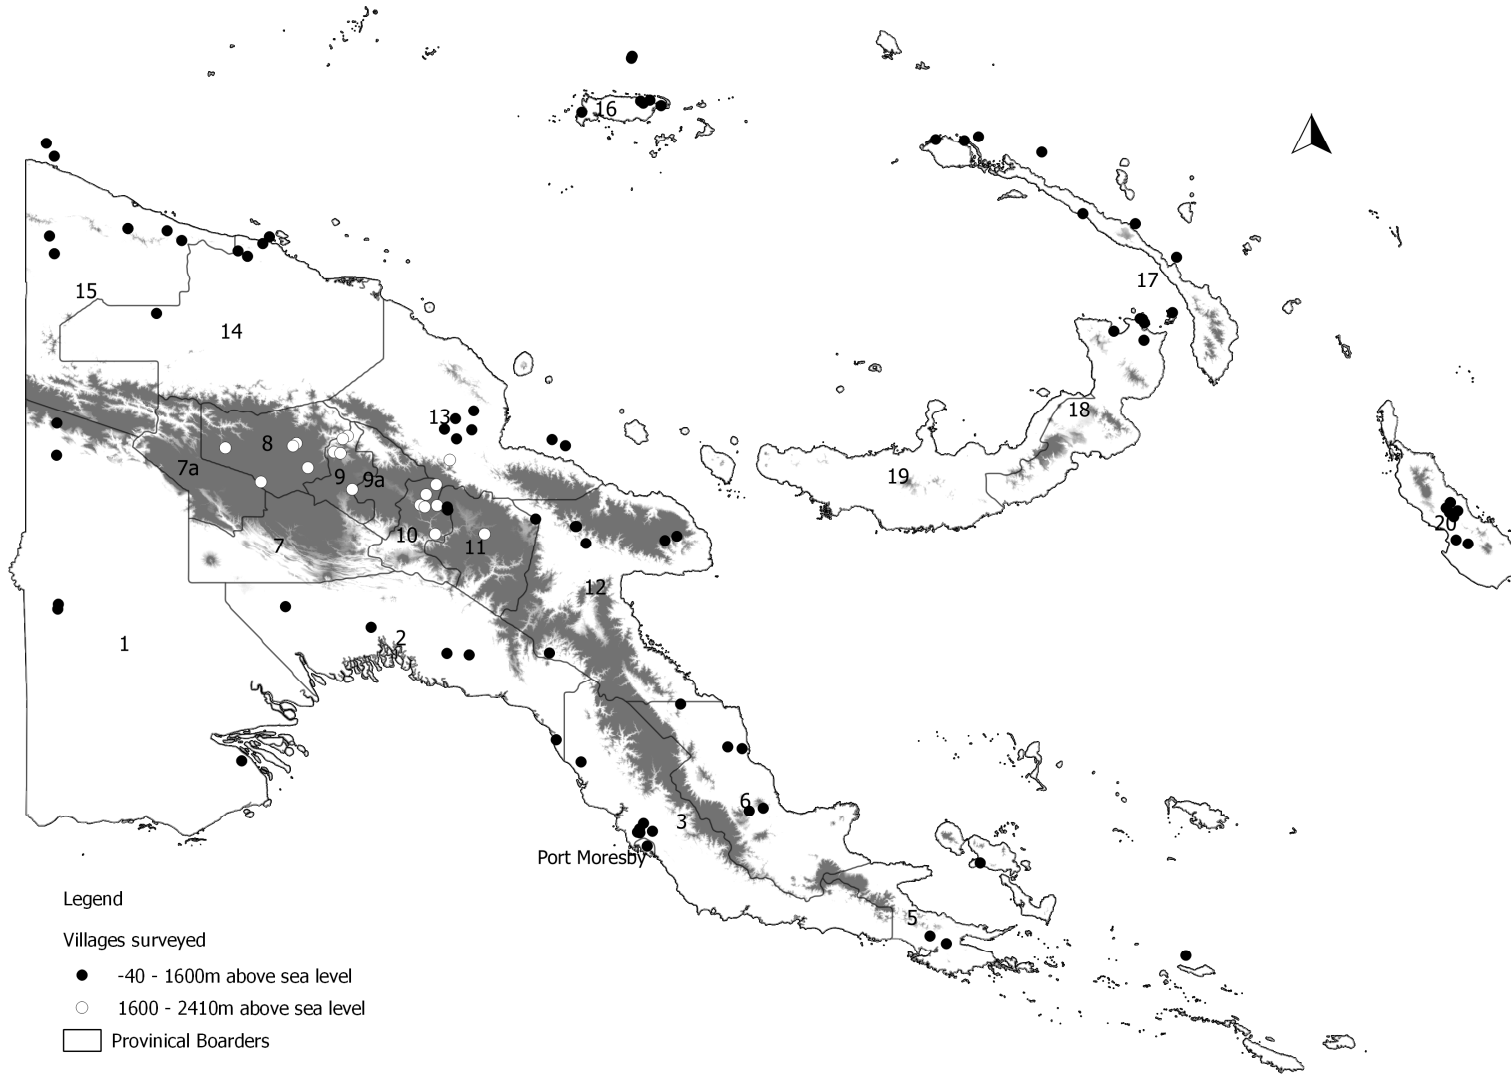 16
17
15
14
18
13
8
7a
9
9a
19
20
10
11
7
12
1
2
6
3
Port Moresby
5
Legend
Villages surveyed
-40 - 1600m above sea level
1600 - 2410m above sea level
Provinical Boarders